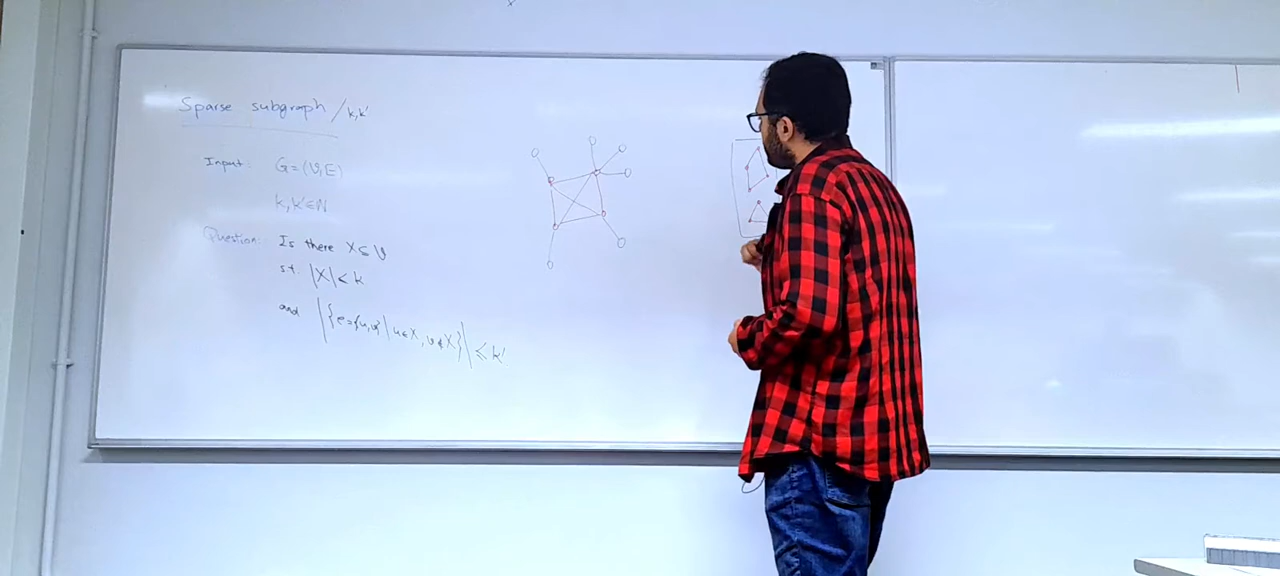 Sparse subgraph /k,k'
Input: G=(V,E)
k,k'∈ℕ
Question: Is there X⊆V
s.t. |X|≤k
and |{e={u,v}|u∈X,v∉X}|≤k'